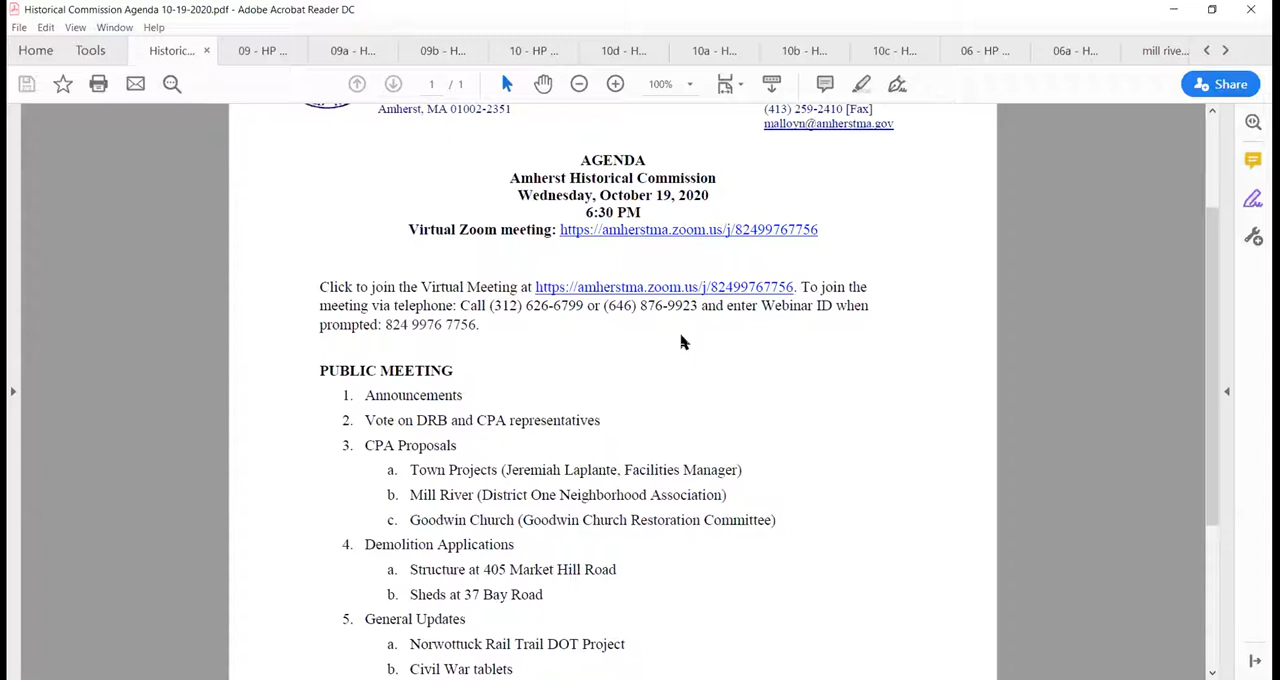 Historical Commission Agenda 10-19-2020.pdf - Adobe Acrobat Reader DC
File Edit View Window Help
Home Tools Historic... × 09 - HP ... 09a - H... 09b - H... 10 - HP ... 10d - H... 10a - H... 10b - H... 10c - H... 06 - HP ... 06a - H... mill rive...
1 / 1 100% Share
Amherst, MA 01002-2351
(413) 259-2410 [Fax]
mallovn@amherstma.gov
AGENDA
Amherst Historical Commission
Wednesday, October 19, 2020
6:30 PM
Virtual Zoom meeting: https://amherstma.zoom.us/j/82499767756
Click to join the Virtual Meeting at https://amherstma.zoom.us/j/82499767756. To join the
meeting via telephone: Call (312) 626-6799 or (646) 876-9923 and enter Webinar ID when
prompted: 824 9976 7756.
PUBLIC MEETING
1. Announcements
2. Vote on DRB and CPA representatives
3. CPA Proposals
a. Town Projects (Jeremiah Laplante, Facilities Manager)
b. Mill River (District One Neighborhood Association)
c. Goodwin Church (Goodwin Church Restoration Committee)
4. Demolition Applications
a. Structure at 405 Market Hill Road
b. Sheds at 37 Bay Road
5. General Updates
a. Norwottuck Rail Trail DOT Project
b. Civil War tablets